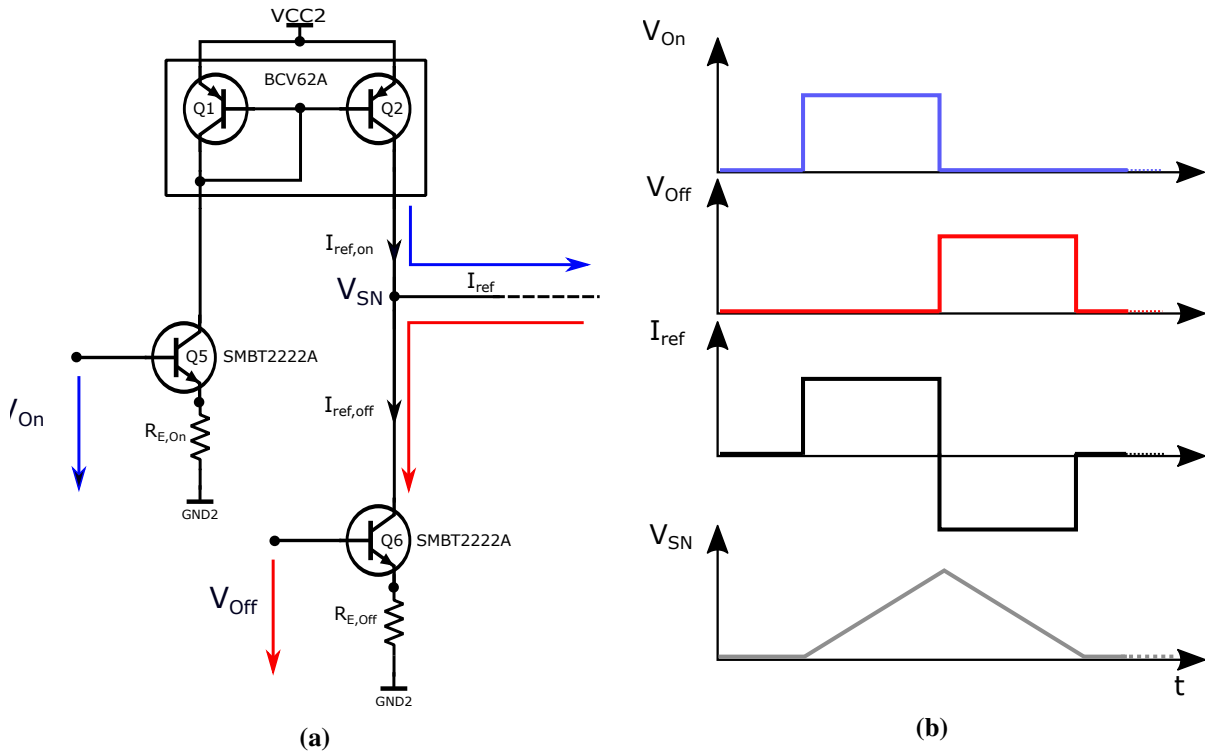 VCC2
BCV62A
Q1
Q2
I_ref,on
V_SN
I_ref
Q5
SMBT2222A
V_On
R_E,On
GND2
I_ref,off
Q6
SMBT2222A
V_Off
R_E,Off
GND2
(a)
V_On
V_Off
I_ref
V_SN
t
(b)